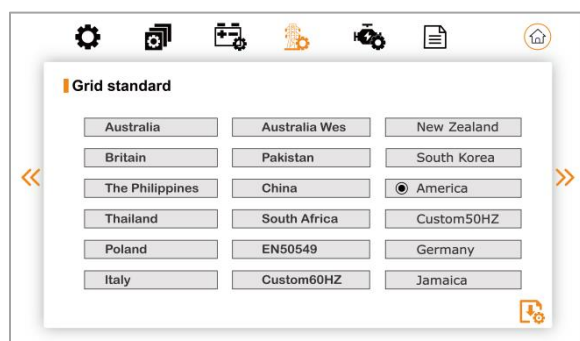 Grid standard
Australia Australia Wes New Zealand
Britain Pakistan South Korea
The Philippines China America
Thailand South Africa Custom50HZ
Poland EN50549 Germany
Italy Custom60HZ Jamaica